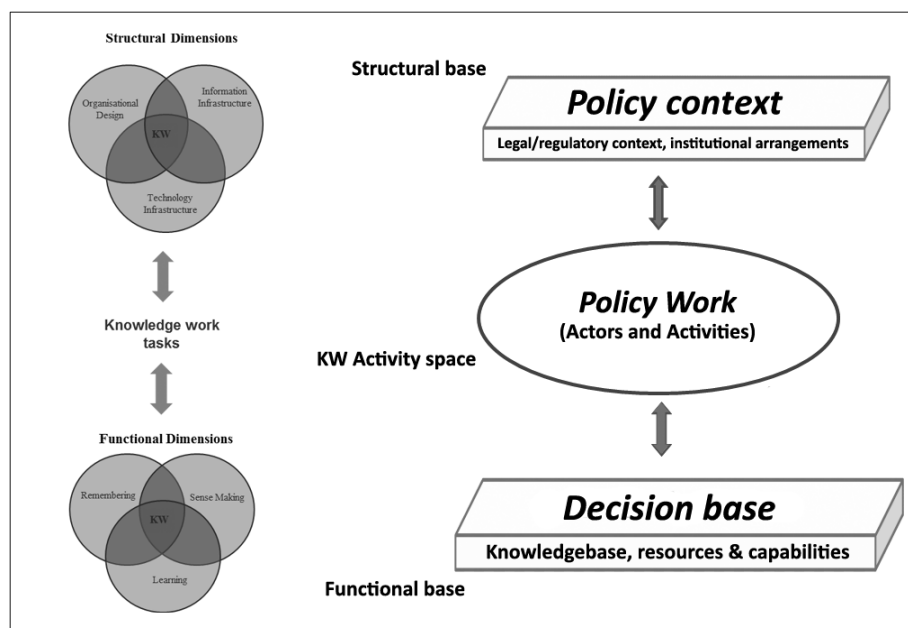 Structural Dimensions
Organisational
Design
Information
Infrastructure
KW
Technology
Infrastructure
Knowledge work
tasks
Functional Dimensions
Remembering
Sense Making
KW
Learning
Structural base
Policy context
Legal/regulatory context, institutional arrangements
Policy Work
(Actors and Activities)
KW Activity space
Decision base
Knowledgebase, resources & capabilities
Functional base